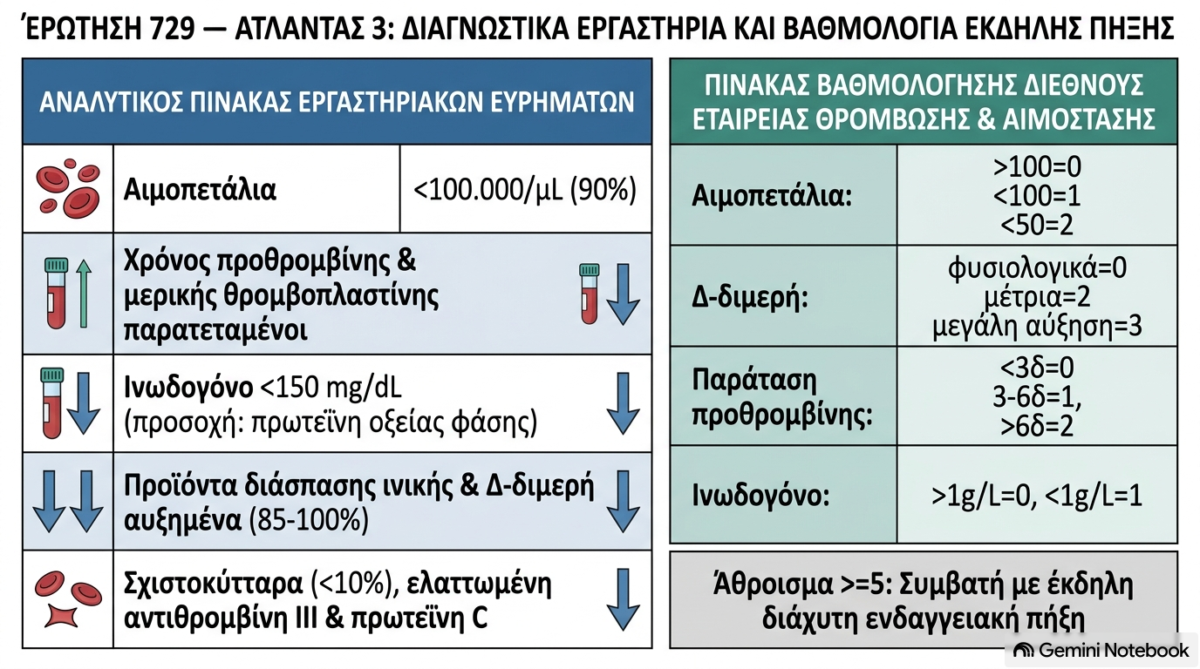 ΈΡΩΤΗΣΗ 729 — ΑΤΛΑΝΤΑΣ 3: ΔΙΑΓΝΩΣΤΙΚΑ ΕΡΓΑΣΤΗΡΙΑ ΚΑΙ ΒΑΘΜΟΛΟΓΙΑ ΕΚΔΗΛΗΣ ΠΗΞΗΣ
ΑΝΑΛΥΤΙΚΟΣ ΠΙΝΑΚΑΣ ΕΡΓΑΣΤΗΡΙΑΚΩΝ ΕΥΡΗΜΑΤΩΝ
Αιμοπετάλια
<100.000/μL (90%)
Χρόνος προθρομβίνης &
μερικής θρομβοπλαστίνης
παρατεταμένοι
Ινωδογόνο <150 mg/dL
(προσοχή: πρωτεΐνη οξείας φάσης)
Προϊόντα διάσπασης ινικής & Δ-διμερή
αυξημένα (85-100%)
Σχιστοκύτταρα (<10%), ελαττωμένη
αντιθρομβίνη III & πρωτεΐνη C
ΠΙΝΑΚΑΣ ΒΑΘΜΟΛΟΓΗΣΗΣ ΔΙΕΘΝΟΥΣ
ΕΤΑΙΡΕΙΑΣ ΘΡΟΜΒΩΣΗΣ & ΑΙΜΟΣΤΑΣΗΣ
Αιμοπετάλια:
>100=0
<100=1
<50=2
Δ-διμερή:
φυσιολογικά=0
μέτρια=2
μεγάλη αύξηση=3
Παράταση
προθρομβίνης:
<3δ=0
3-6δ=1,
>6δ=2
Ινωδογόνο:
>1g/L=0, <1g/L=1
Άθροισμα >=5: Συμβατή με έκδηλη
διάχυτη ενδαγγειακή πήξη
Gemini Notebook